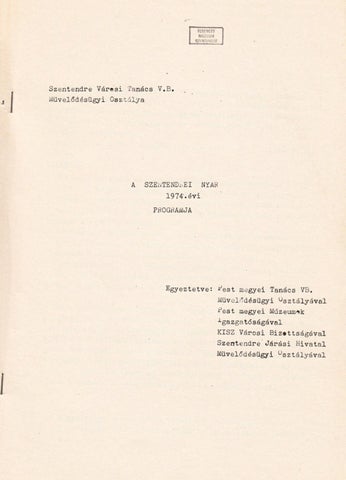 Szentendre Városi Tanács V.B.
Művelődésügyi Osztálya
A SZENTENDREI NYÁR
1974.évi
PROGRAMJA
Egyeztetve: Pest megyei Tanács VB.
Művelődésügyi Osztályával
Pest megyei Múzeumok
Igazgatóságával
KISZ Városi Bizottságával
Szentendre Járási Hivatal
Művelődésügyi Osztályával